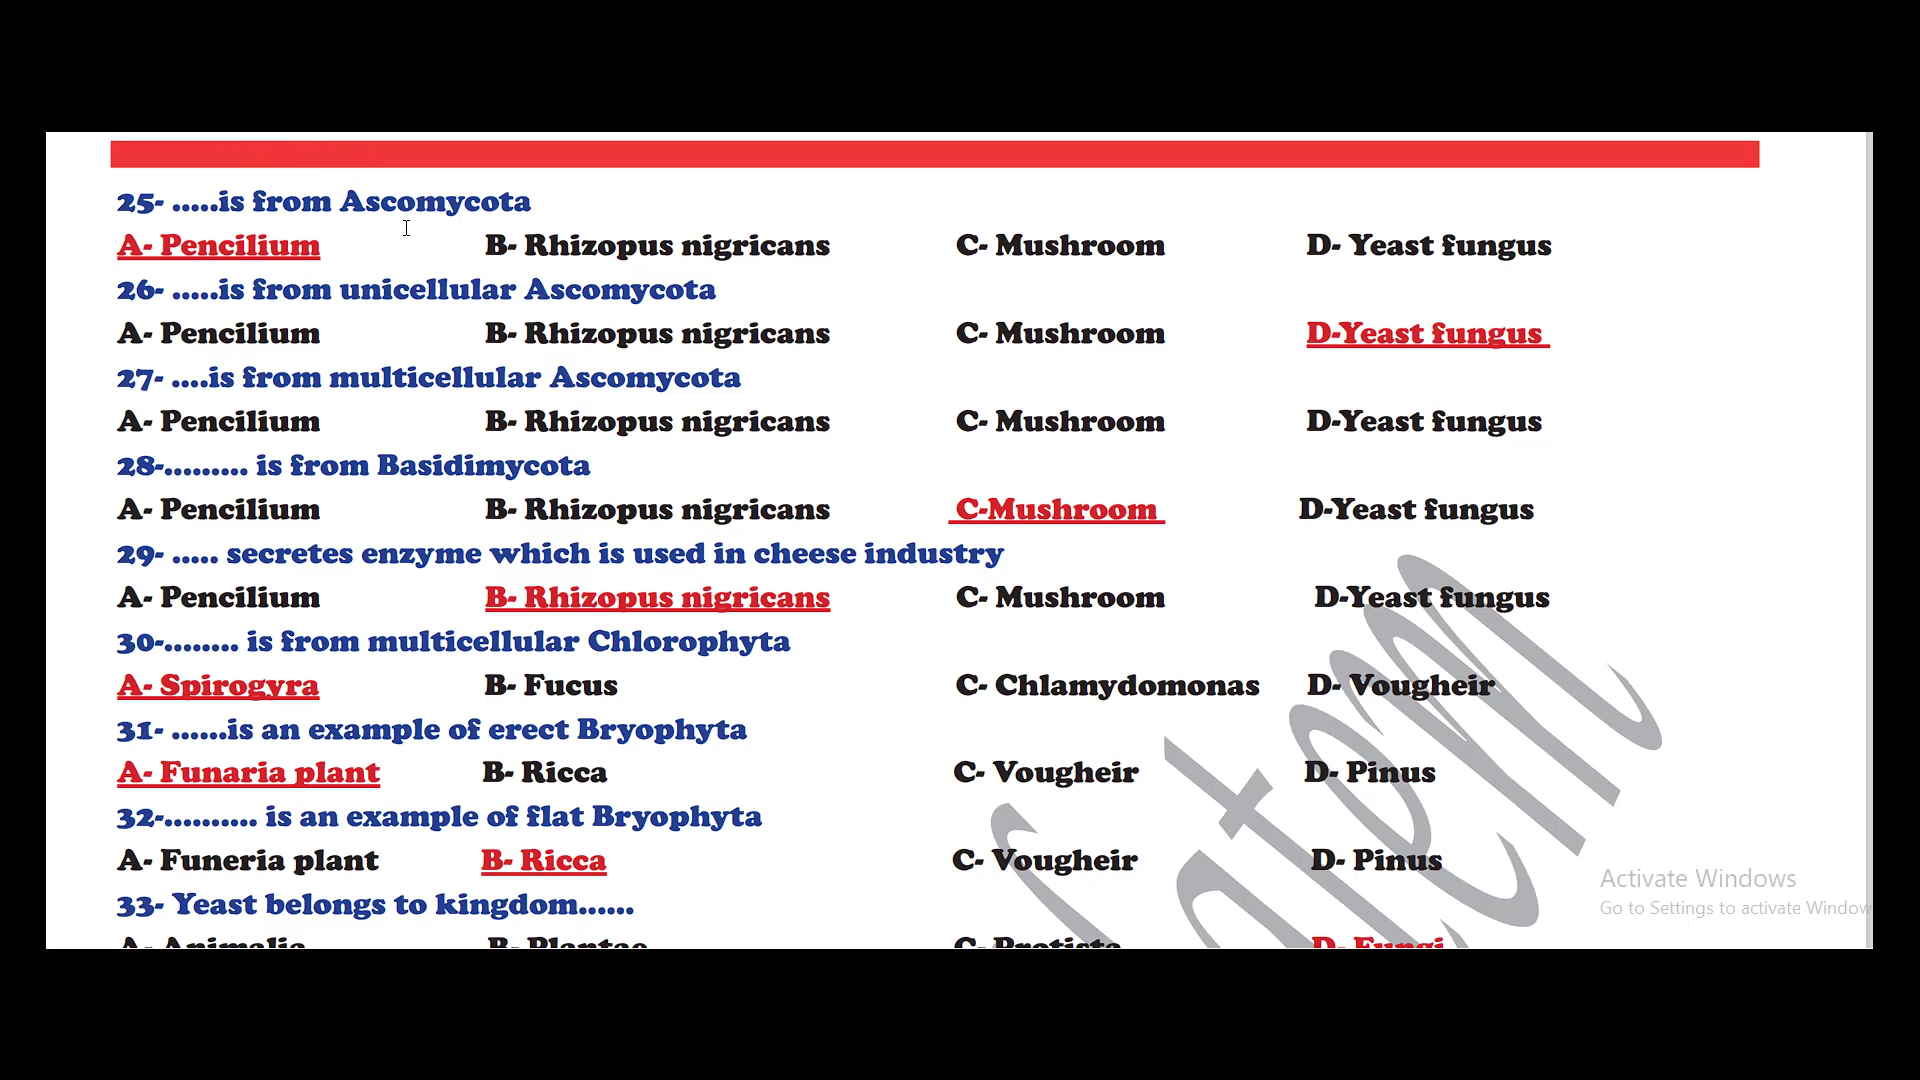 25- .....is from Ascomycota
A- Pencilium B- Rhizopus nigricans C- Mushroom D- Yeast fungus
26- .....is from unicellular Ascomycota
A- Pencilium B- Rhizopus nigricans C- Mushroom D-Yeast fungus
27- ....is from multicellular Ascomycota
A- Pencilium B- Rhizopus nigricans C- Mushroom D-Yeast fungus
28-......... is from Basidimycota
A- Pencilium B- Rhizopus nigricans C-Mushroom D-Yeast fungus
29- ..... secretes enzyme which is used in cheese industry
A- Pencilium B- Rhizopus nigricans C- Mushroom D-Yeast fungus
30-........ is from multicellular Chlorophyta
A- Spirogyra B- Fucus C- Chlamydomonas D- Vougheir
31- ......is an example of erect Bryophyta
A- Funaria plant B- Ricca C- Vougheir D- Pinus
32-.......... is an example of flat Bryophyta
A- Funeria plant B- Ricca C- Vougheir D- Pinus
33- Yeast belongs to kingdom......
A- Animalia B- Plantae C- Protista D- Fungi
Activate Windows
Go to Settings to activate Window